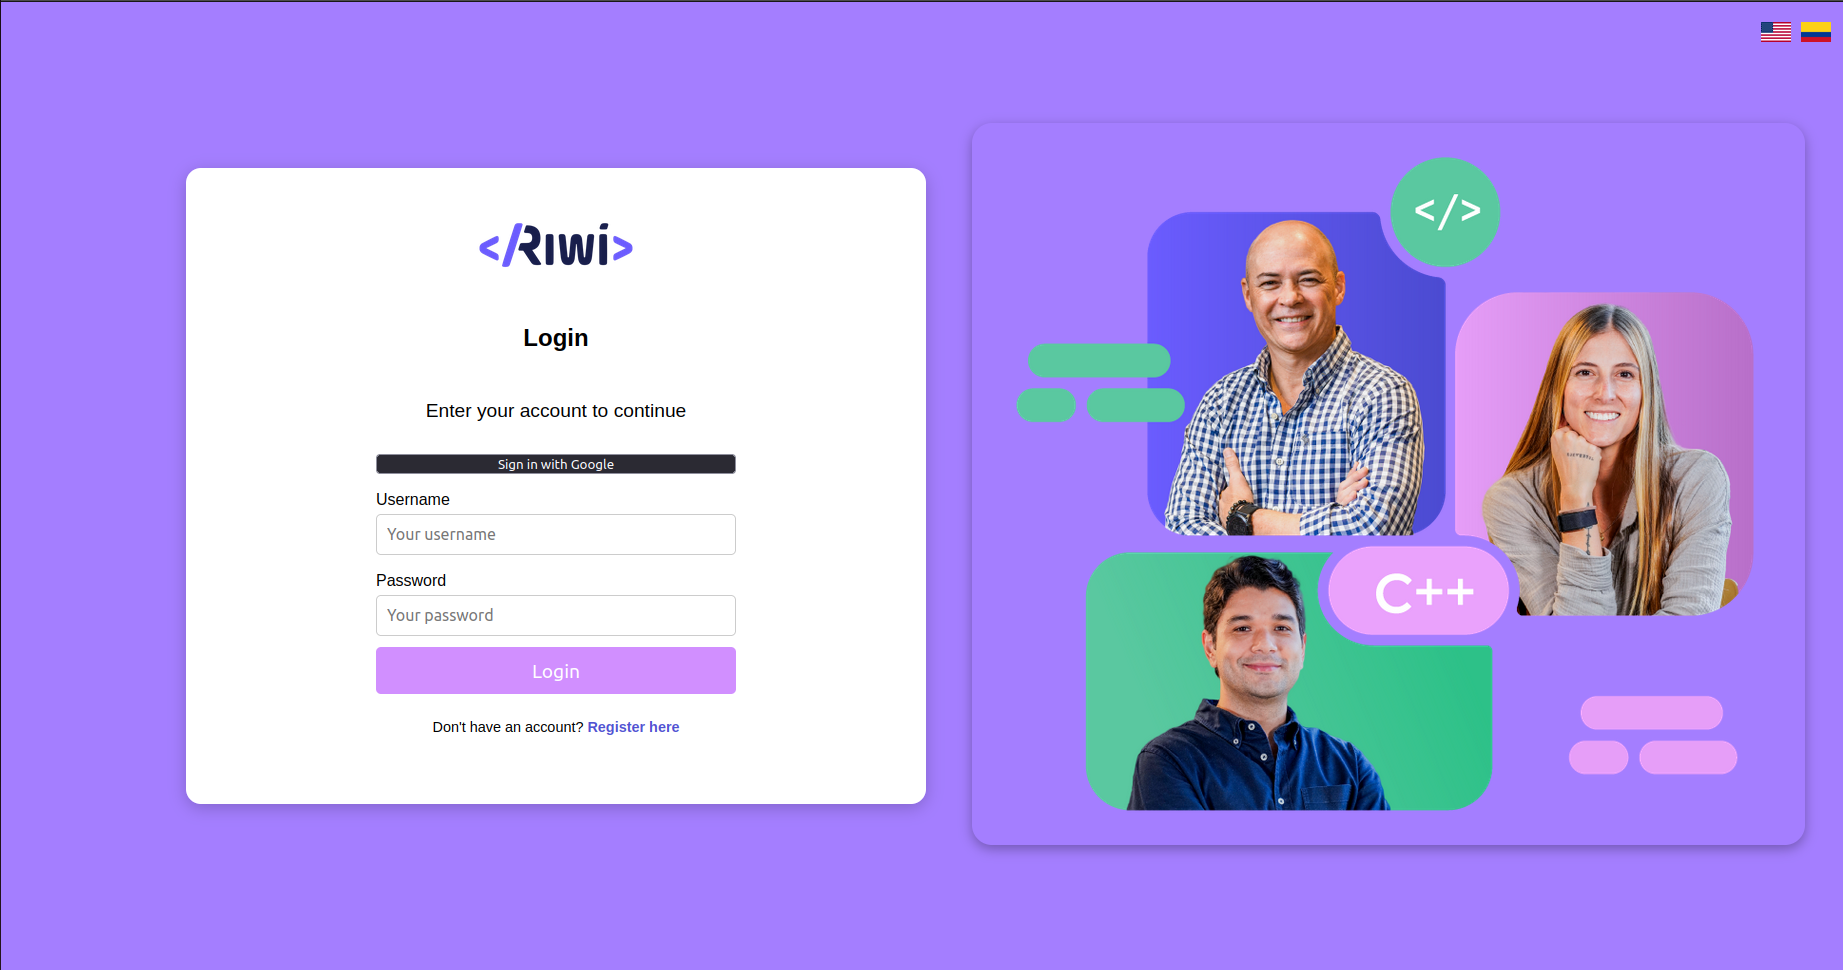 </Riwi>
Login
Enter your account to continue
Sign in with Google
Username
Your username
Password
Your password
Login
Don't have an account? Register here
</>
C++